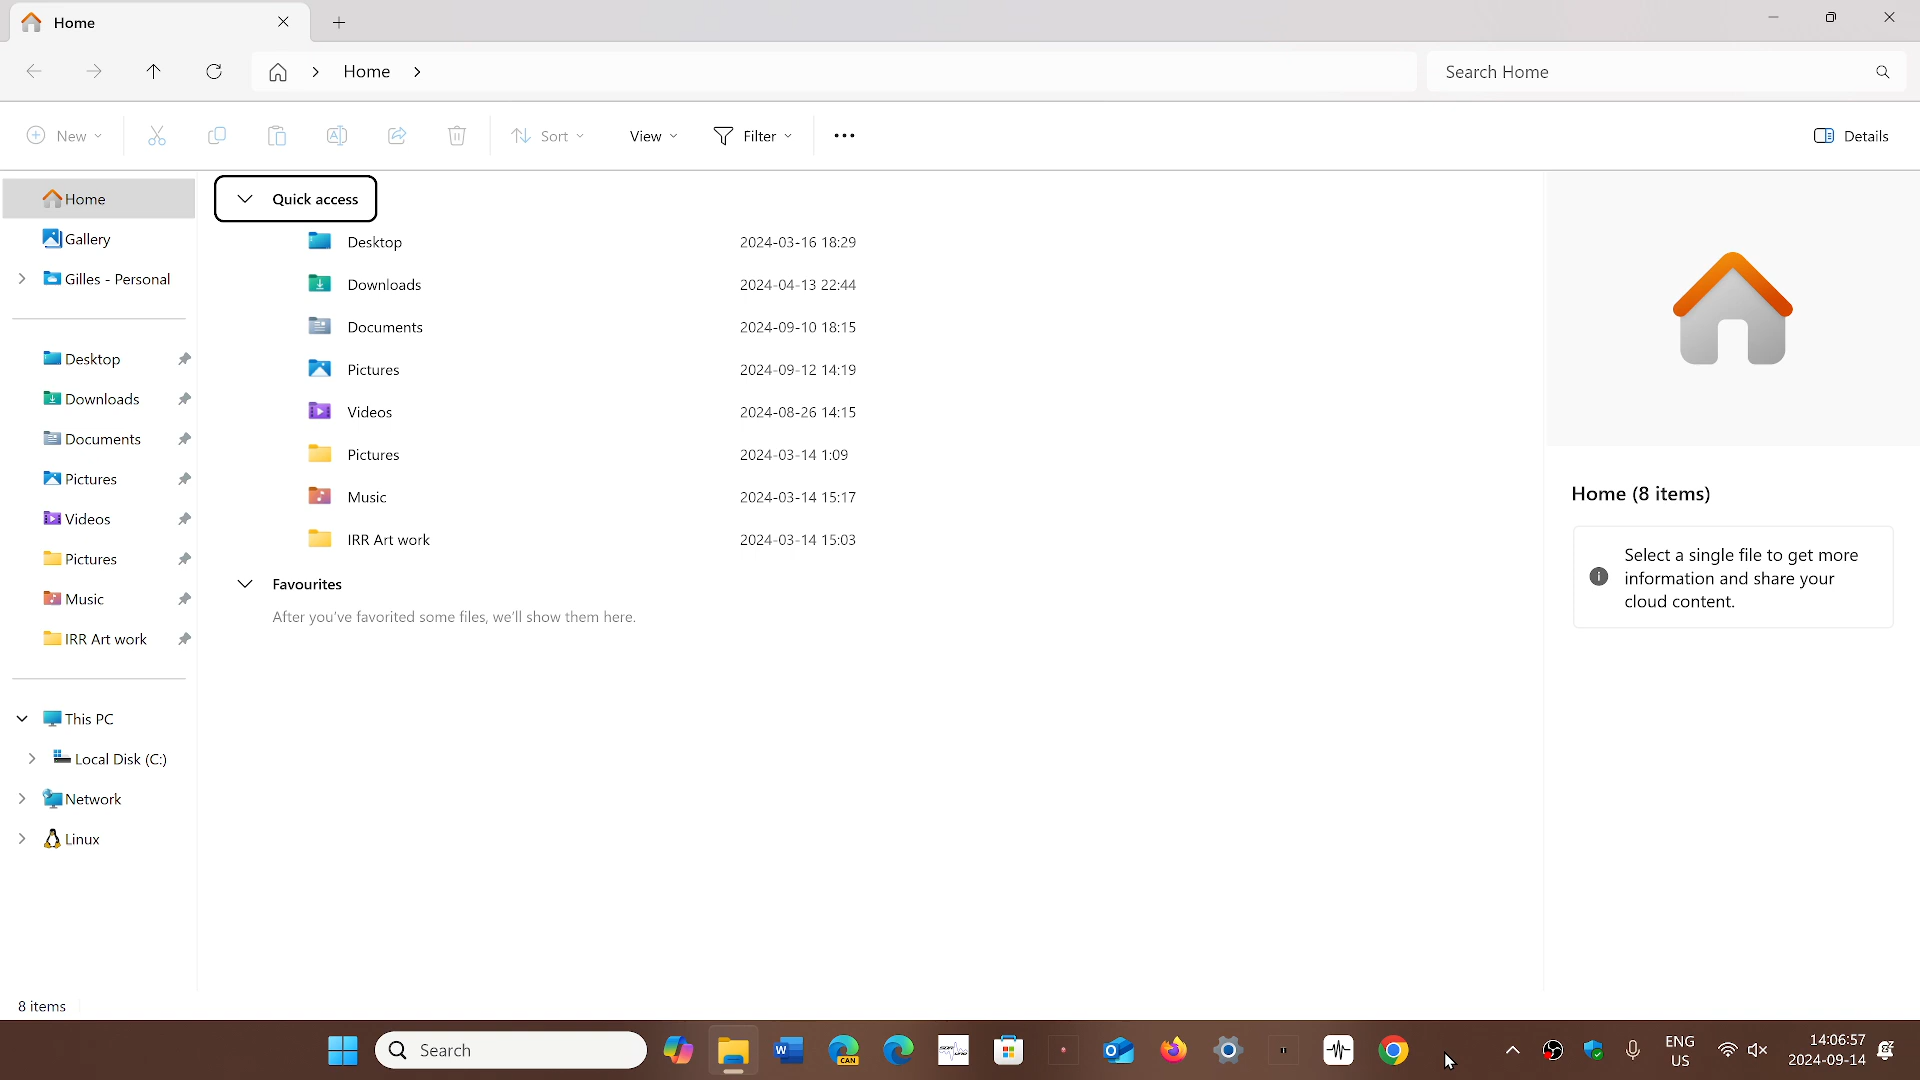 Home
Home
Search Home
New
Sort
View
Filter
Details
Home
Gallery
Gilles - Personal
Desktop
Downloads
Documents
Pictures
Videos
Pictures
Music
IRR Art work
This PC
Local Disk (C:)
Network
Linux
Quick access
Desktop 2024-03-16 18:29
Downloads 2024-04-13 22:44
Documents 2024-09-10 18:15
Pictures 2024-09-12 14:19
Videos 2024-08-26 14:15
Pictures 2024-03-14 1:09
Music 2024-03-14 15:17
IRR Art work 2024-03-14 15:03
Favourites
After you've favorited some files, we'll show them here.
Home (8 items)
Select a single file to get more
information and share your
cloud content.
8 items
Search
W
CAN
ENG
US
14:06:57
2024-09-14